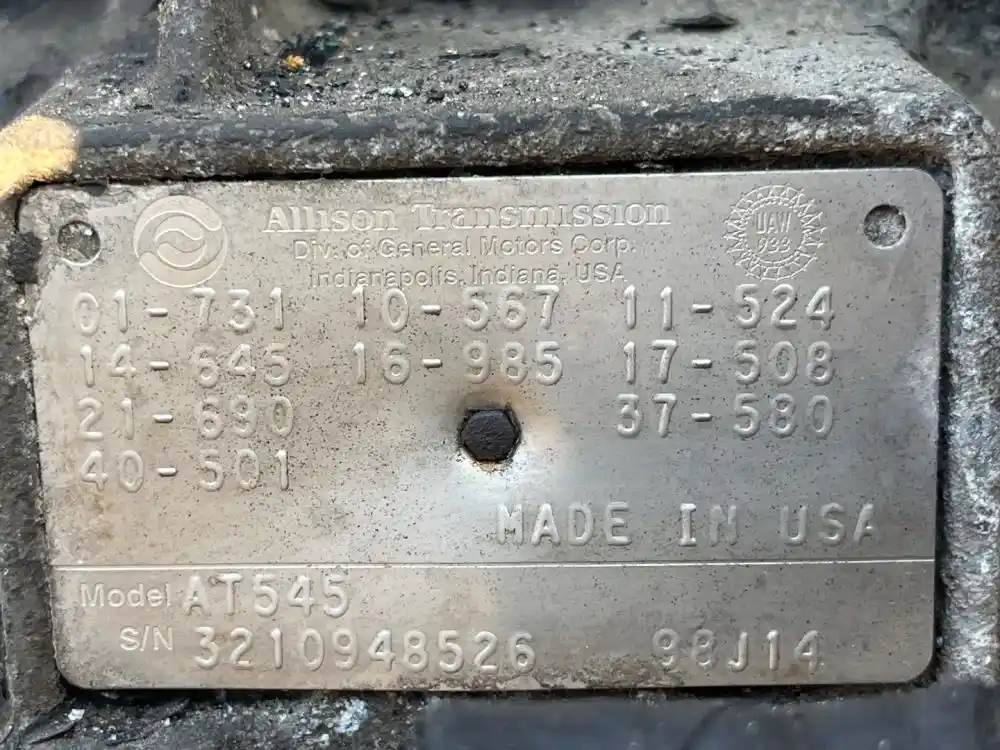 Allison Transmission
Div. of General Motors Corp.
Indianapolis, Indiana, USA
UAW
933
01-731 10-567 11-524
14-645 16-985 17-508
21-690 37-580
40-501
MADE IN USA
Model AT545
S/N 3210948526 98J14